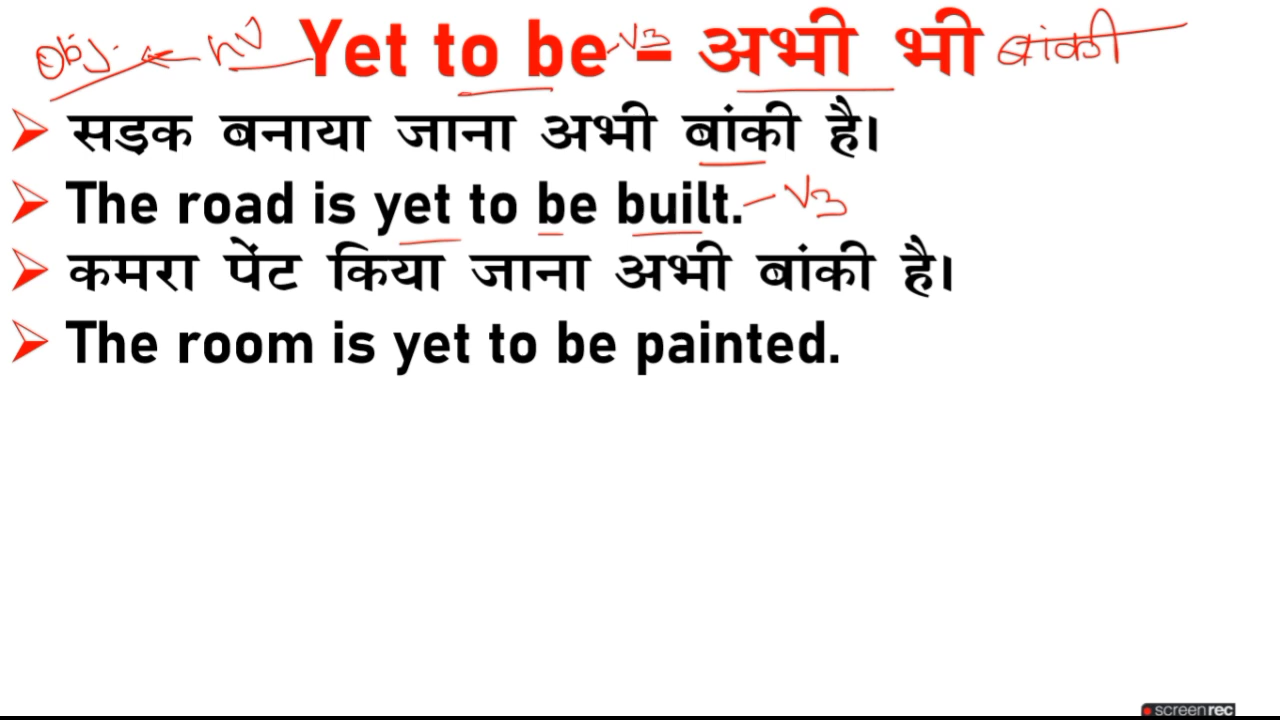 Obj. ← hv Yet to be -v3 = अभी भी बांकी
सड़क बनाया जाना अभी बांकी है।
The road is yet to be built. - v3
कमरा पेंट किया जाना अभी बांकी है।
The room is yet to be painted.
screenrec